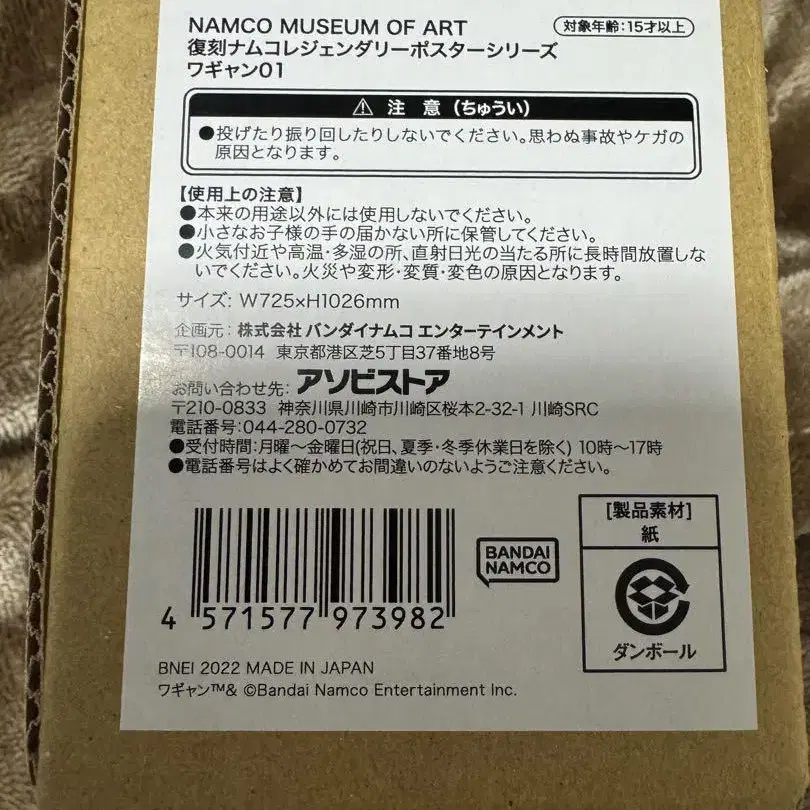 NAMCO MUSEUM OF ART
対象年齢:15才以上
復刻ナムコレジェンダリーポスターシリーズ
ワギャン01
⚠ 注 意 (ちゅうい)
●投げたり振り回したりしないでください。思わぬ事故やケガの
原因となります。
【使用上の注意】
●本来の用途以外には使用しないでください。
●小さなお子様の手の届かない所に保管してください。
●火気付近や高温・多湿の所、直射日光の当たる所に長時間放置しな
いでください。火災や変形・変質・変色の原因となります。
サイズ: W725×H1026mm
企画元: 株式会社 バンダイナムコ エンターテインメント
〒108-0014 東京都港区芝5丁目37番地8号
お問い合わせ先: アソビストア
〒210-0833 神奈川県川崎市川崎区桜本2-32-1 川崎SRC
電話番号:044-280-0732
●受付時間:月曜〜金曜日(祝日、夏季・冬季休業日を除く) 10時〜17時
●電話番号はよく確かめてお間違いのないようご注意ください。
[製品素材]
紙
ダンボール
BANDAI
NAMCO
4 571577 973982
BNEI 2022 MADE IN JAPAN
ワギャン™& ©Bandai Namco Entertainment Inc.